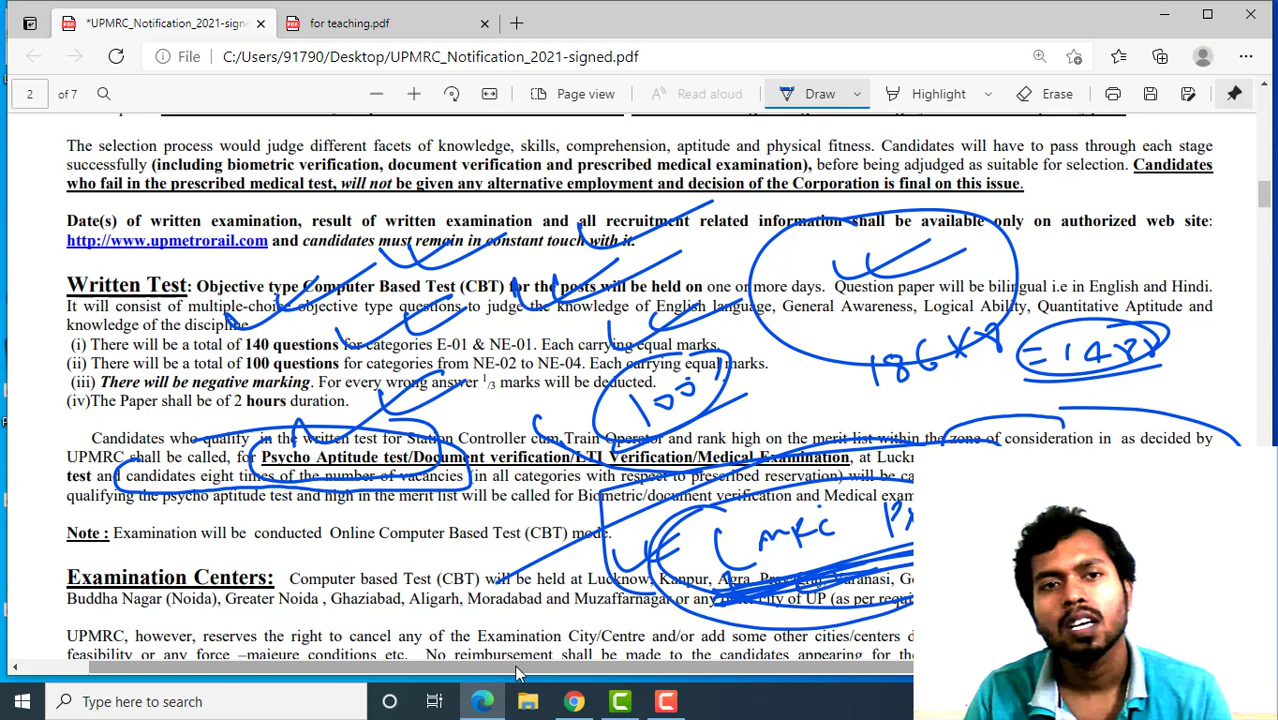 *UPMRC_Notification_2021-signed
for teaching.pdf
File C:/Users/91790/Desktop/UPMRC_Notification_2021-signed.pdf
2 of 7 Page view Read aloud Draw Highlight Erase
The selection process would judge different facets of knowledge, skills, comprehension, aptitude and physical fitness. Candidates will have to pass through each stage
successfully (including biometric verification, document verification and prescribed medical examination), before being adjudged as suitable for selection. Candidates
who fail in the prescribed medical test, will not be given any alternative employment and decision of the Corporation is final on this issue.
Date(s) of written examination, result of written examination and all recruitment related information shall be available only on authorized web site:
http://www.upmetrorail.com and candidates must remain in constant touch with it.
Written Test: Objective type Computer Based Test (CBT) for the posts will be held on one or more days. Question paper will be bilingual i.e in English and Hindi.
It will consist of multiple-choice objective type questions to judge the knowledge of English language, General Awareness, Logical Ability, Quantitative Aptitude and
knowledge of the discipline.
(i) There will be a total of 140 questions for categories E-01 & NE-01. Each carrying equal marks.
(ii) There will be a total of 100 questions for categories from NE-02 to NE-04. Each carrying equal marks.
(iii) There will be negative marking. For every wrong answer 1/3 marks will be deducted.
(iv)The Paper shall be of 2 hours duration.
186 x 8 = 1488
100
Candidates who qualify in the written test for Station Controller cum Train Operator and rank high on the merit list within the zone of consideration in as decided by
UPMRC shall be called, for Psycho Aptitude test/Document verification/LTI Verification/Medical Examination, at Luckn
test and candidates eight times of the number of vacancies (in all categories with respect to prescribed reservation) will be ca
qualifying the psycho aptitude test and high in the merit list will be called for Biometric/document verification and Medical exam
Note : Examination will be conducted Online Computer Based Test (CBT) mode.
Lmrc
Examination Centers: Computer based Test (CBT) will be held at Lucknow, Kanpur, Agra, Prayagraj, Varanasi, Go
Buddha Nagar (Noida), Greater Noida , Ghaziabad, Aligarh, Moradabad and Muzaffarnagar or any other city of UP (as per requi
UPMRC, however, reserves the right to cancel any of the Examination City/Centre and/or add some other cities/centers d
feasibility or any force –majeure conditions etc. No reimbursement shall be made to the candidates appearing for the
Type here to search